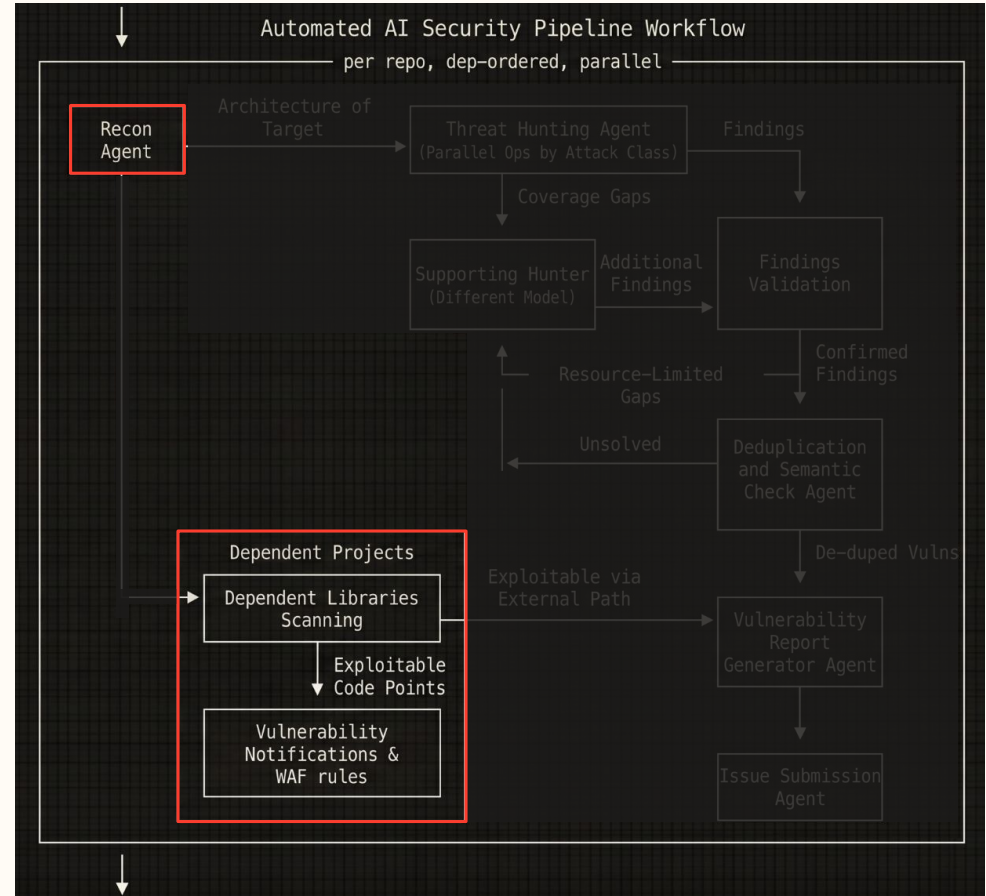 Automated AI Security Pipeline Workflow
per repo, dep-ordered, parallel
Recon
Agent
Architecture of
Target
Threat Hunting Agent
(Parallel Ops by Attack Class)
Findings
Coverage Gaps
Supporting Hunter
(Different Model)
Additional
Findings
Findings
Validation
Confirmed
Findings
Resource-Limited
Gaps
Unsolved
Deduplication
and Semantic
Check Agent
De-duped Vulns
Dependent Projects
Dependent Libraries
Scanning
Exploitable via
External Path
Vulnerability
Report
Generator Agent
Exploitable
Code Points
Vulnerability
Notifications &
WAF rules
Issue Submission
Agent